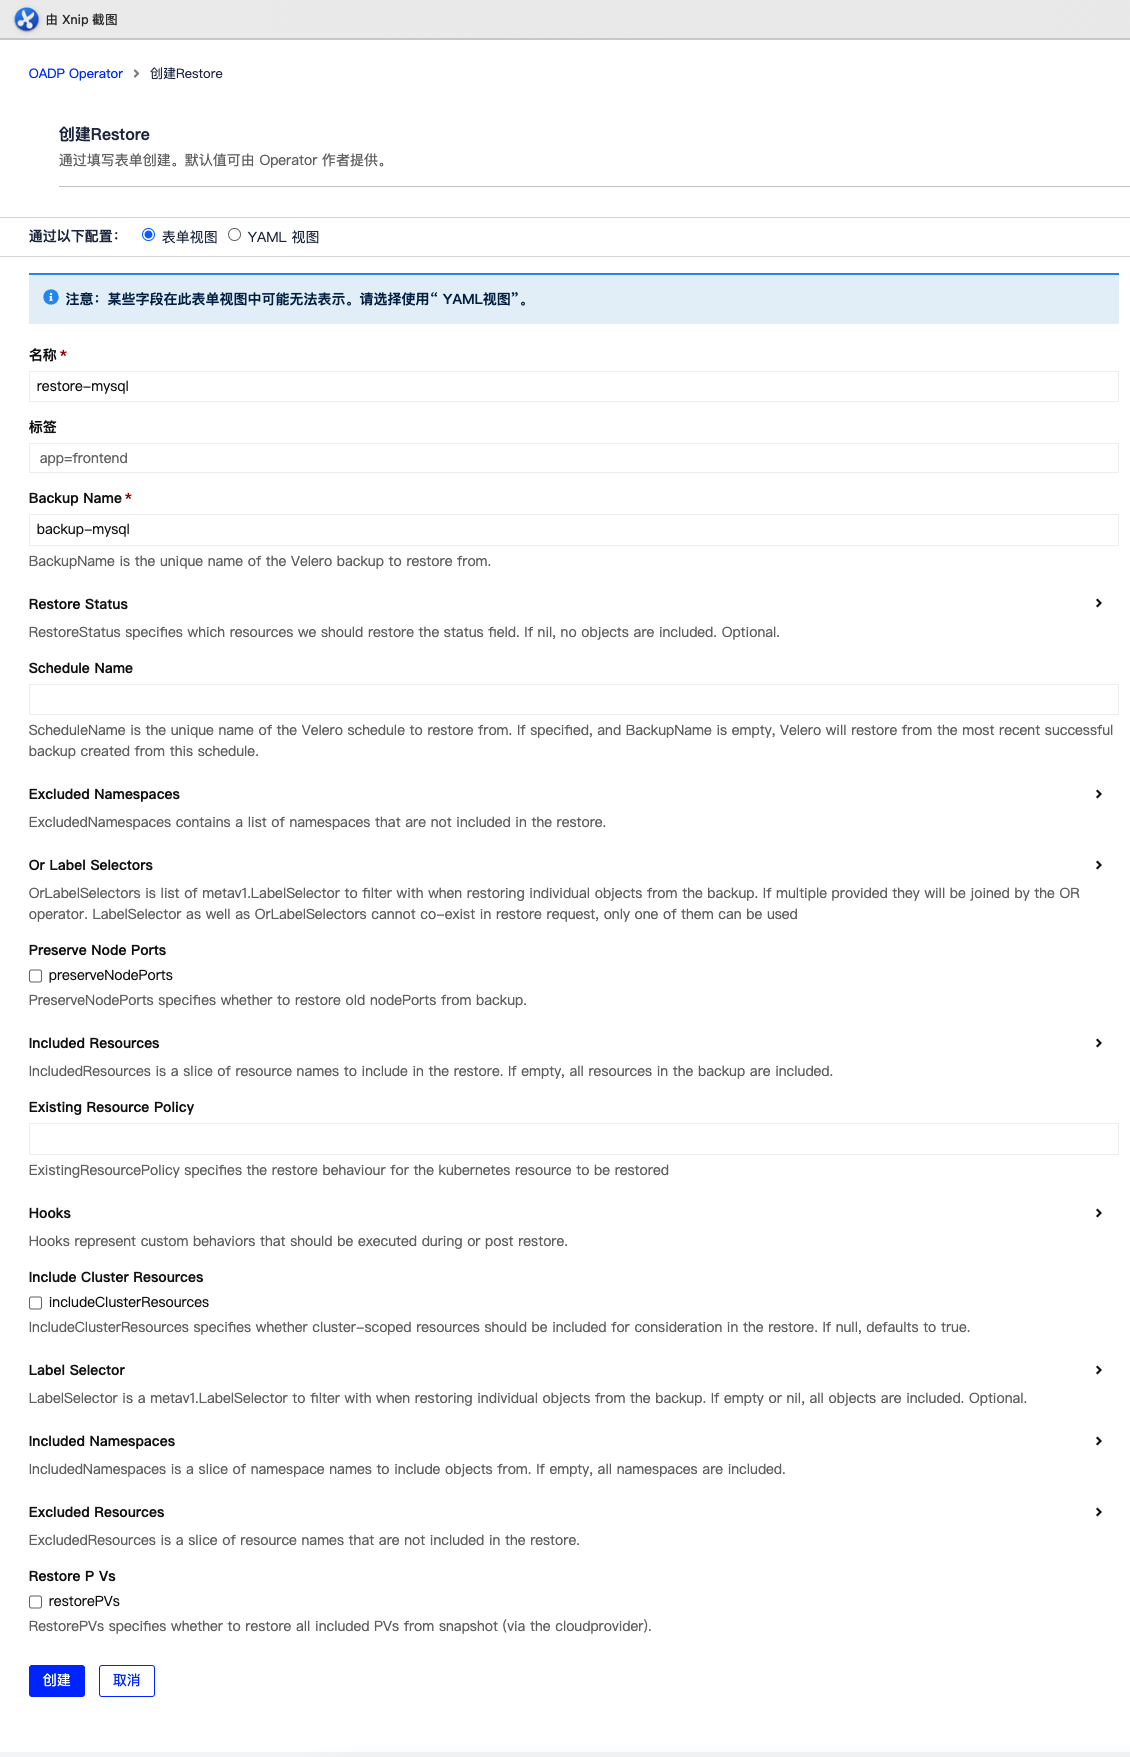 由 Xnip 截图
OADP Operator > 创建Restore
创建Restore
通过填写表单创建。默认值可由 Operator 作者提供。
通过以下配置： 表单视图 YAML 视图
注意：某些字段在此表单视图中可能无法表示。请选择使用“ YAML视图”。
名称 *
restore-mysql
标签
app=frontend
Backup Name *
backup-mysql
BackupName is the unique name of the Velero backup to restore from.
Restore Status
RestoreStatus specifies which resources we should restore the status field. If nil, no objects are included. Optional.
Schedule Name
ScheduleName is the unique name of the Velero schedule to restore from. If specified, and BackupName is empty, Velero will restore from the most recent successful
backup created from this schedule.
Excluded Namespaces
ExcludedNamespaces contains a list of namespaces that are not included in the restore.
Or Label Selectors
OrLabelSelectors is list of metav1.LabelSelector to filter with when restoring individual objects from the backup. If multiple provided they will be joined by the OR
operator. LabelSelector as well as OrLabelSelectors cannot co-exist in restore request, only one of them can be used
Preserve Node Ports
preserveNodePorts
PreserveNodePorts specifies whether to restore old nodePorts from backup.
Included Resources
IncludedResources is a slice of resource names to include in the restore. If empty, all resources in the backup are included.
Existing Resource Policy
ExistingResourcePolicy specifies the restore behaviour for the kubernetes resource to be restored
Hooks
Hooks represent custom behaviors that should be executed during or post restore.
Include Cluster Resources
includeClusterResources
IncludeClusterResources specifies whether cluster-scoped resources should be included for consideration in the restore. If null, defaults to true.
Label Selector
LabelSelector is a metav1.LabelSelector to filter with when restoring individual objects from the backup. If empty or nil, all objects are included. Optional.
Included Namespaces
IncludedNamespaces is a slice of namespace names to include objects from. If empty, all namespaces are included.
Excluded Resources
ExcludedResources is a slice of resource names that are not included in the restore.
Restore P Vs
restorePVs
RestorePVs specifies whether to restore all included PVs from snapshot (via the cloudprovider).
创建 取消